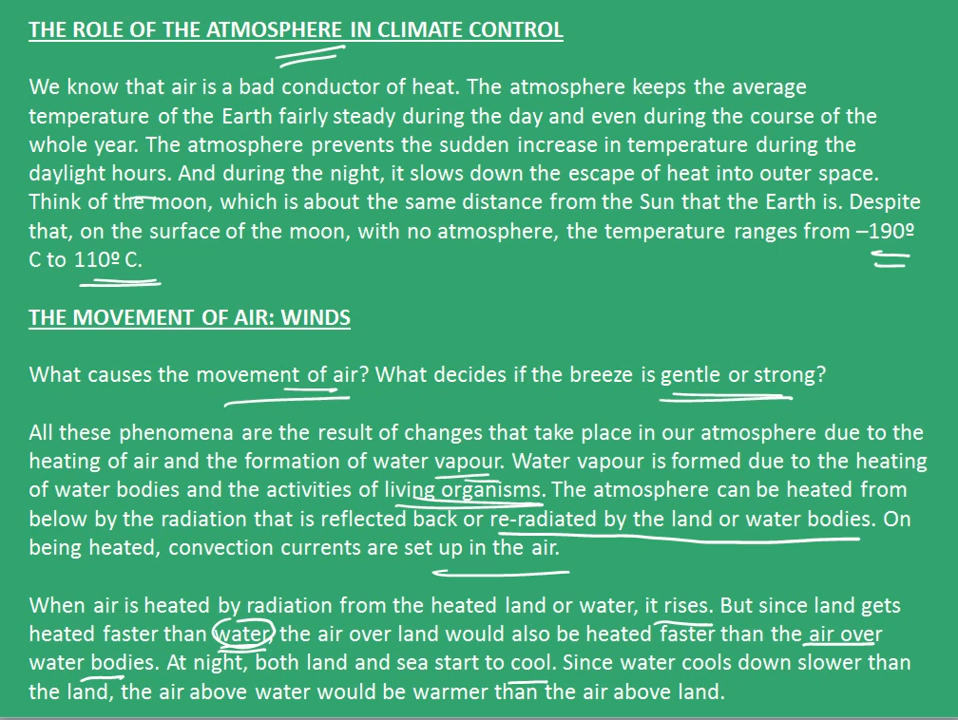 THE ROLE OF THE ATMOSPHERE IN CLIMATE CONTROL
We know that air is a bad conductor of heat. The atmosphere keeps the average
temperature of the Earth fairly steady during the day and even during the course of the
whole year. The atmosphere prevents the sudden increase in temperature during the
daylight hours. And during the night, it slows down the escape of heat into outer space.
Think of the moon, which is about the same distance from the Sun that the Earth is. Despite
that, on the surface of the moon, with no atmosphere, the temperature ranges from –190º
C to 110º C.
THE MOVEMENT OF AIR: WINDS
What causes the movement of air? What decides if the breeze is gentle or strong?
All these phenomena are the result of changes that take place in our atmosphere due to the
heating of air and the formation of water vapour. Water vapour is formed due to the heating
of water bodies and the activities of living organisms. The atmosphere can be heated from
below by the radiation that is reflected back or re-radiated by the land or water bodies. On
being heated, convection currents are set up in the air.
When air is heated by radiation from the heated land or water, it rises. But since land gets
heated faster than water, the air over land would also be heated faster than the air over
water bodies. At night, both land and sea start to cool. Since water cools down slower than
the land, the air above water would be warmer than the air above land.